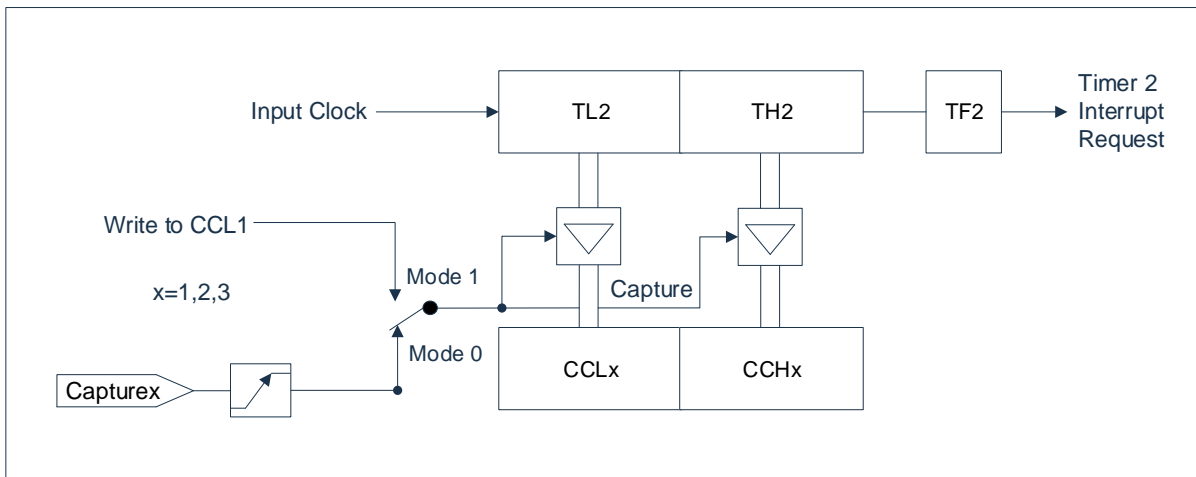 Input Clock
TL2
TH2
TF2
Timer 2
Interrupt
Request
Write to CCL1
x=1,2,3
Mode 1
Capture
Mode 0
Capturex
CCLx
CCHx